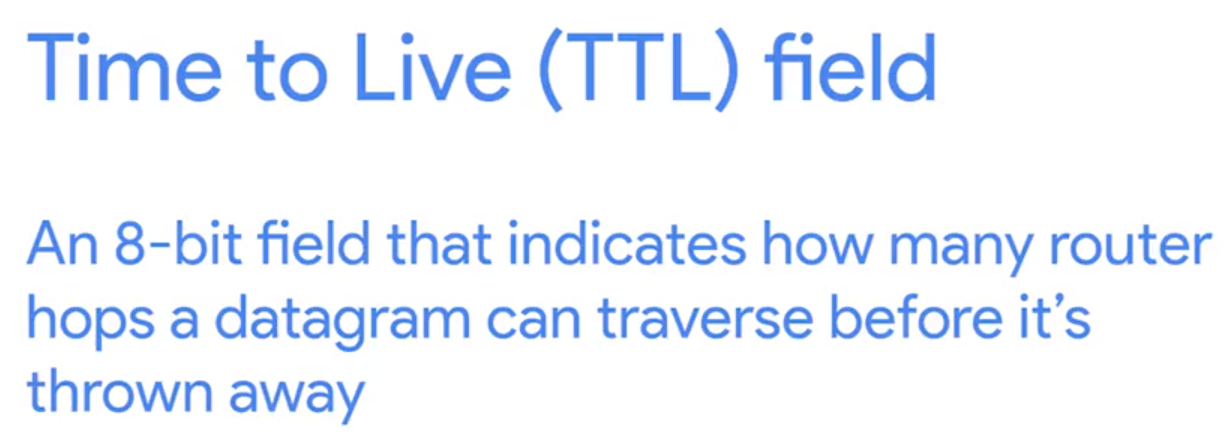 Time to Live (TTL) field
An 8-bit field that indicates how many router
hops a datagram can traverse before it’s
thrown away